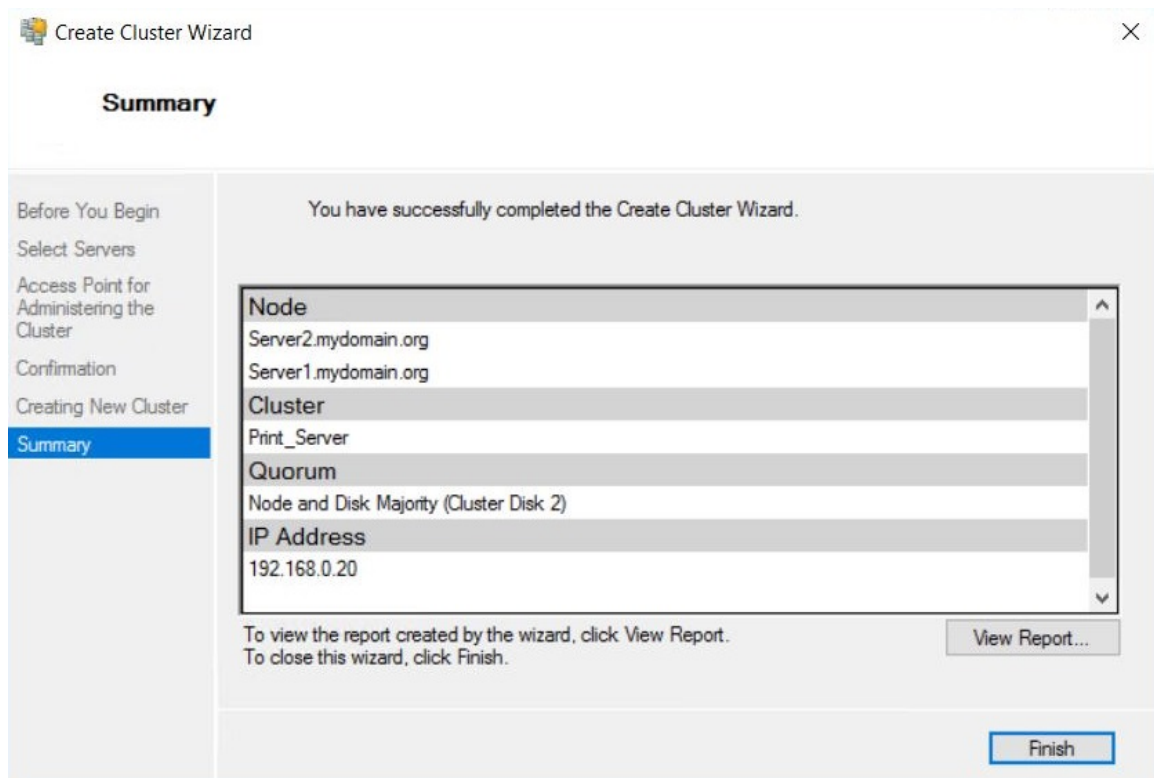 Create Cluster Wizard
Summary
Before You Begin
Select Servers
Access Point for
Administering the
Cluster
Confirmation
Creating New Cluster
Summary
You have successfully completed the Create Cluster Wizard.
Node
Server2.mydomain.org
Server1.mydomain.org
Cluster
Print_Server
Quorum
Node and Disk Majority (Cluster Disk 2)
IP Address
192.168.0.20
To view the report created by the wizard, click View Report.
To close this wizard, click Finish.
View Report...
Finish